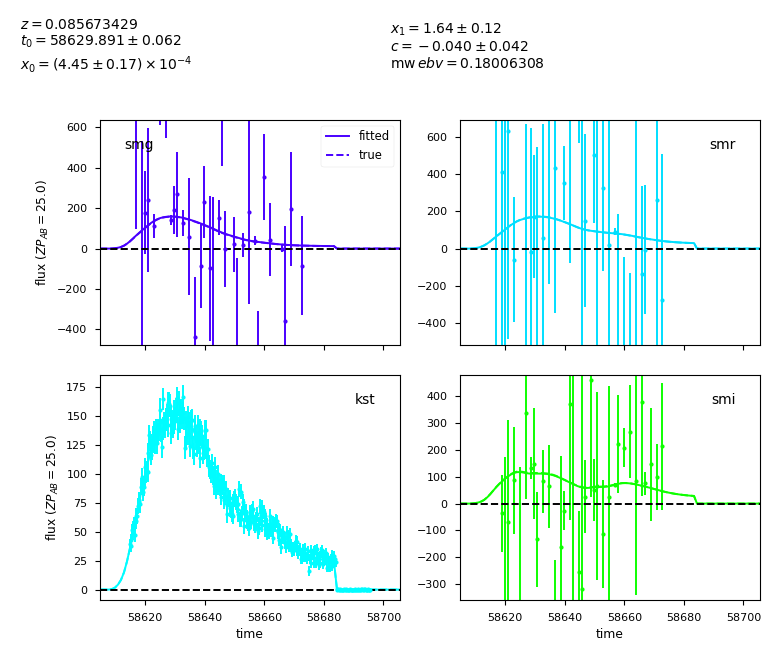 z = 0.085673429
t₀ = 58629.891 ± 0.062
x₀ = (4.45 ± 0.17) × 10⁻⁴
x₁ = 1.64 ± 0.12
c = −0.040 ± 0.042
mwebv = 0.18006308
smg
fitted
true
600
400
200
0
−200
−400
flux (ZP_AB = 25.0)
smr
600
400
200
0
−200
−400
kst
175
150
125
100
75
50
25
0
flux (ZP_AB = 25.0)
58620 58640 58660 58680 58700
time
smi
400
300
200
100
0
−100
−200
−300
58620 58640 58660 58680 58700
time